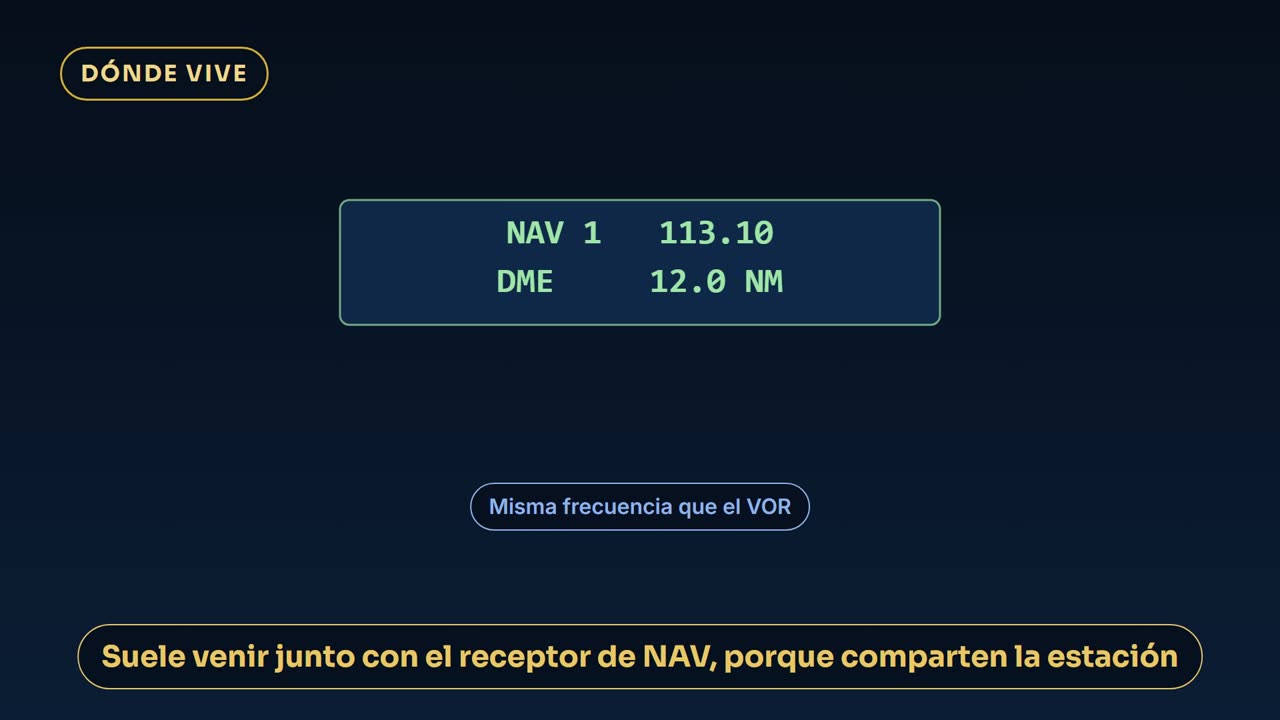 DÓNDE VIVE
NAV 1 113.10
DME 12.0 NM
Misma frecuencia que el VOR
Suele venir junto con el receptor de NAV, porque comparten la estación